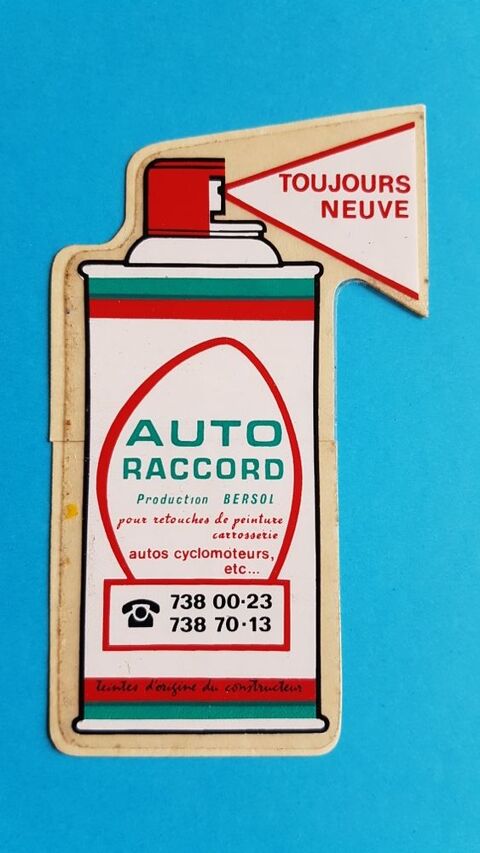 TOUJOURS
NEUVE
AUTO
RACCORD
Production BERSOL
pour retouches de peinture
carrosserie
autos cyclomoteurs,
etc...
738 00·23
738 70·13
teintes d'origine du constructeur